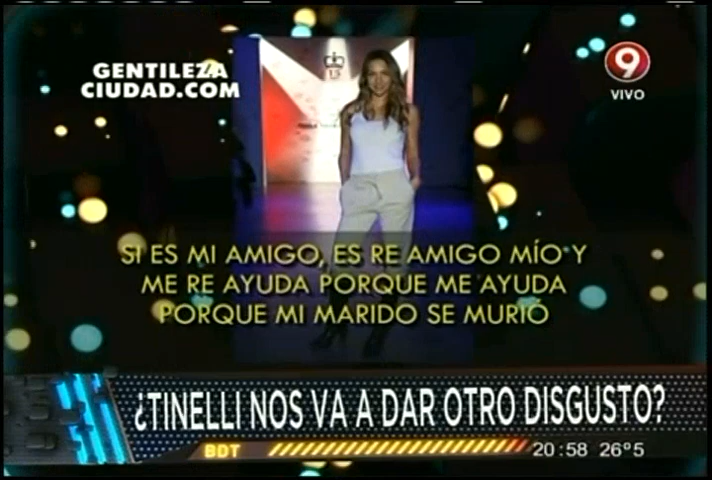 GENTILEZA
CIUDAD.COM
9
VIVO
SI ES MI AMIGO, ES RE AMIGO MÍO Y
ME RE AYUDA PORQUE ME AYUDA
PORQUE MI MARIDO SE MURIÓ
¿TINELLI NOS VA A DAR OTRO DISGUSTO?
BDT
20:58 26°5